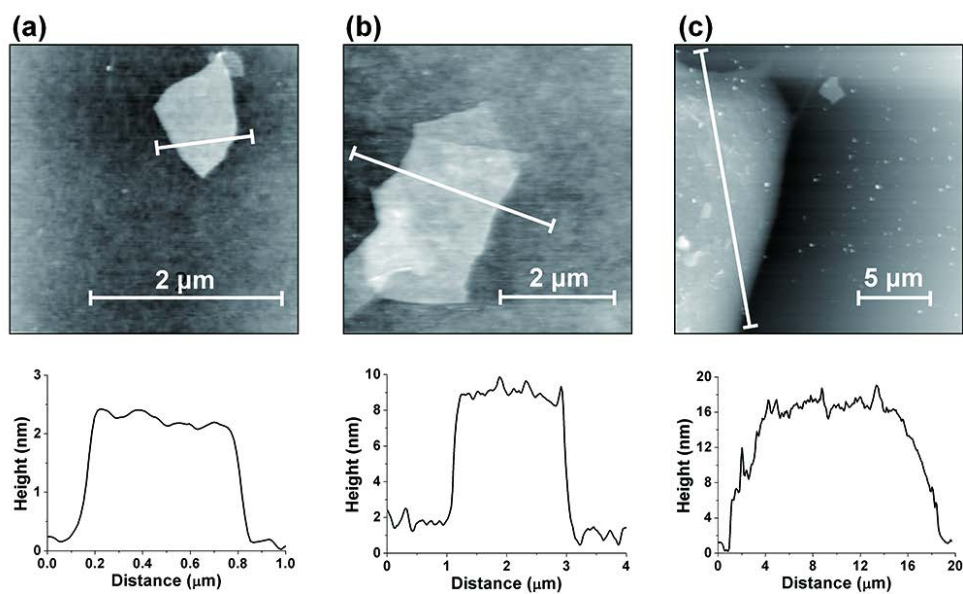 (a)
(b)
(c)
2 µm
2 µm
5 µm
Height (nm)
3
2
1
0
0.0 0.2 0.4 0.6 0.8 1.0
Distance (µm)
Height (nm)
10
8
6
4
2
0
0 1 2 3 4
Distance (µm)
Height (nm)
20
16
12
8
4
0
0 4 8 12 16 20
Distance (µm)